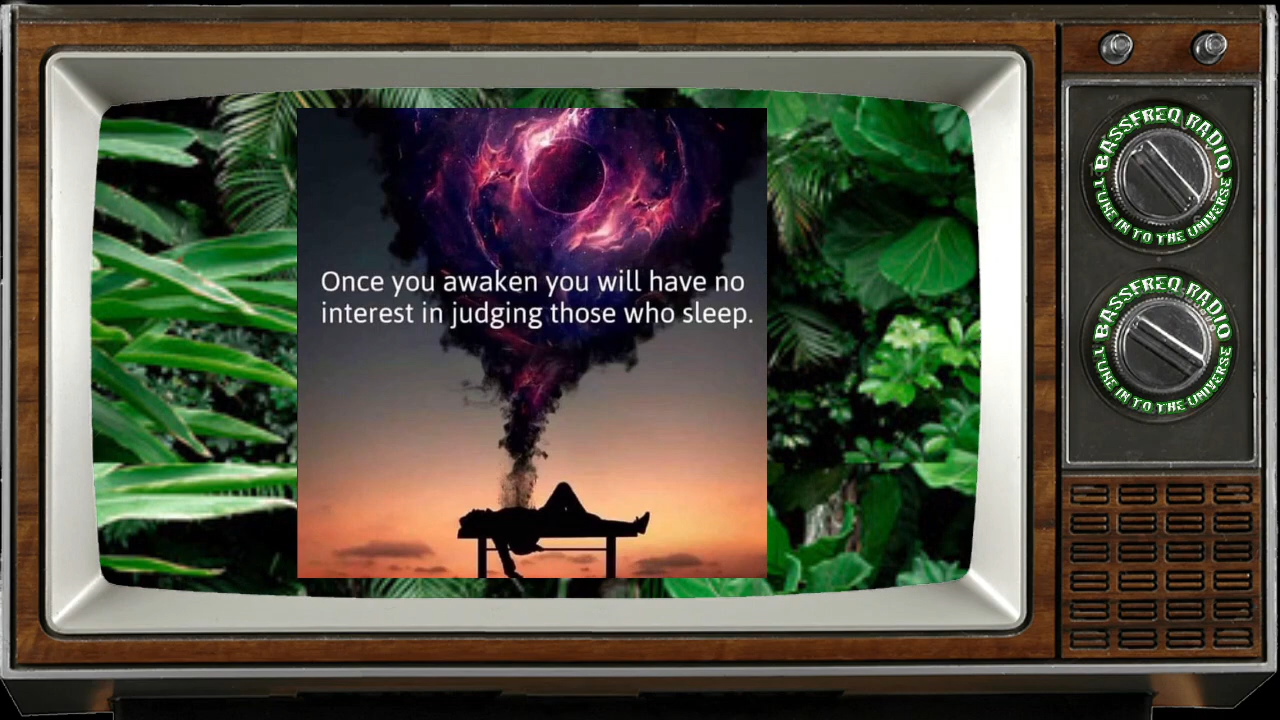 Once you awaken you will have no
interest in judging those who sleep.
BASSFREQ RADIO
TUNE IN TO THE UNIVERSE
BASSFREQ RADIO
TUNE IN TO THE UNIVERSE